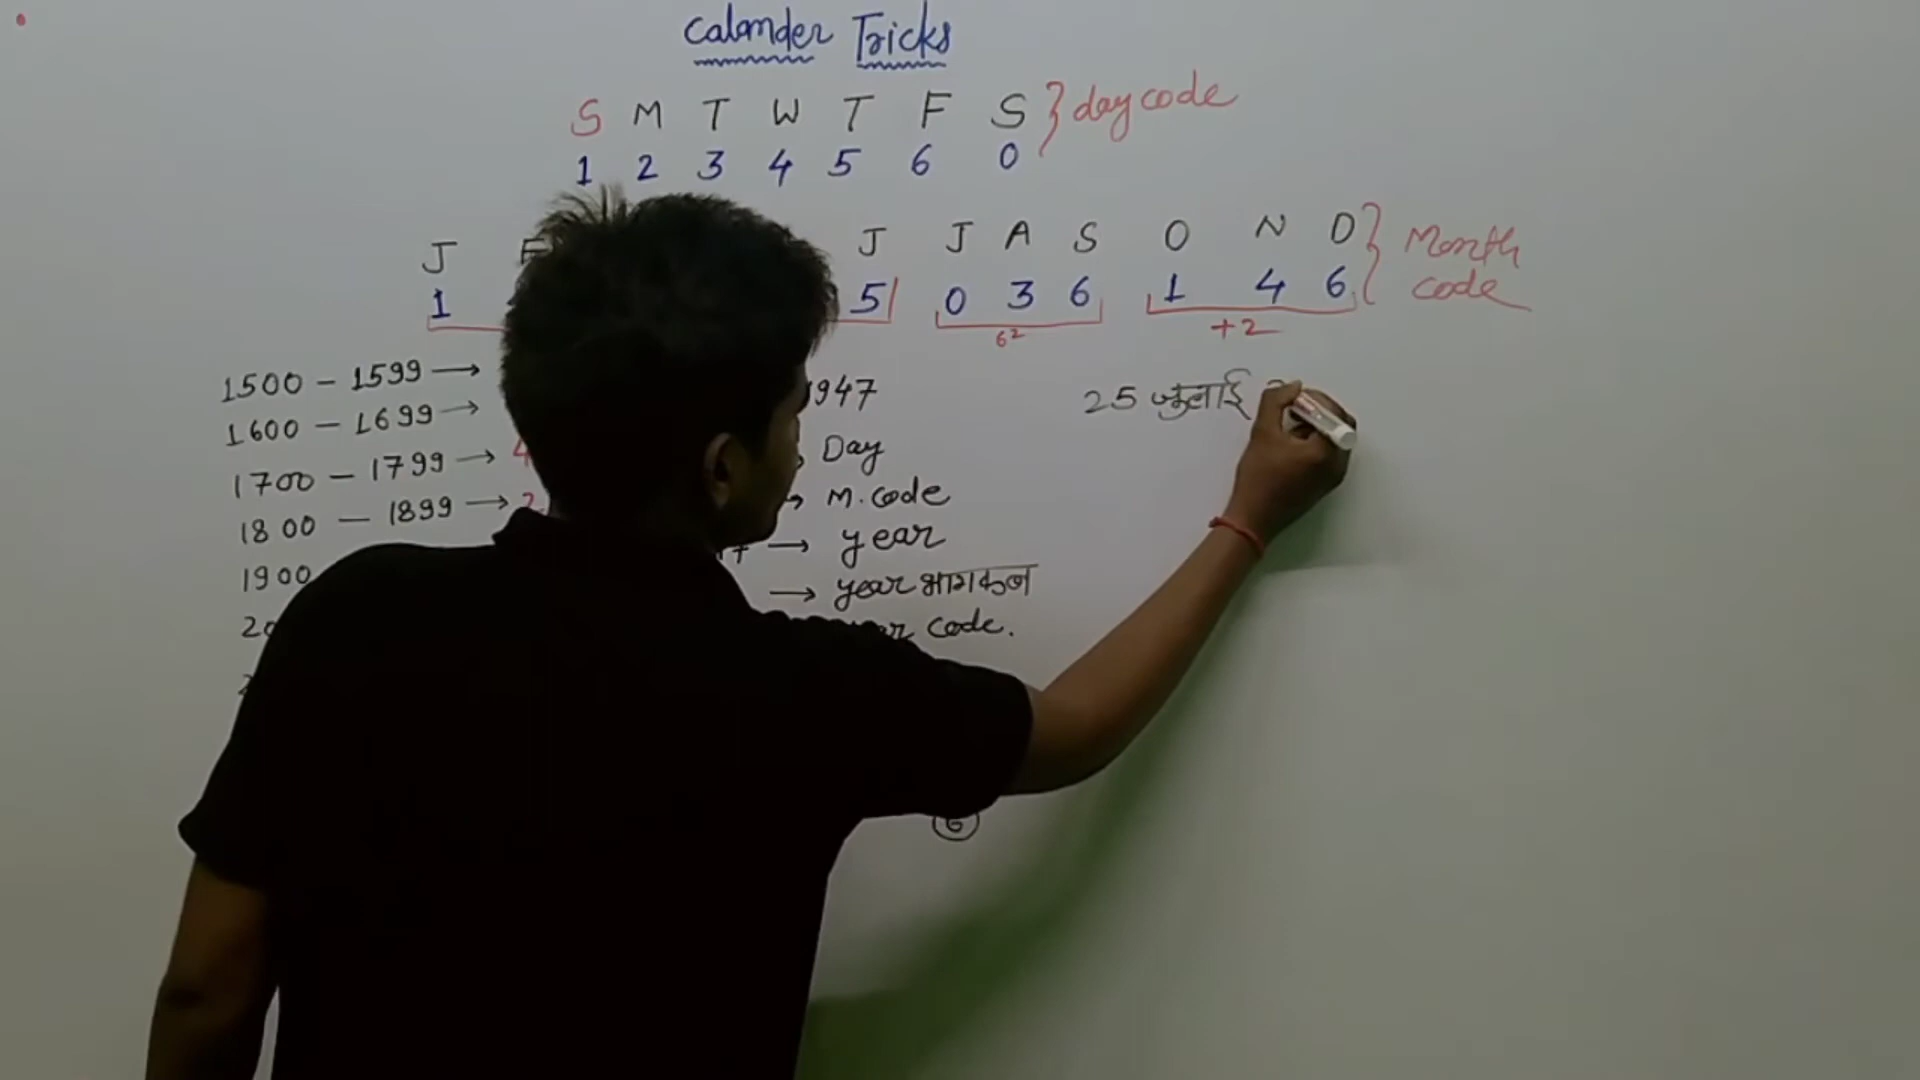 Calander Tricks
S M T W T F S } day code
1 2 3 4 5 6 0
J F J J A S O N D } Month code
1 5 0 3 6 1 4 6
6² +2
1500 – 1599 →
1600 – 1699 →
1700 – 1799 → 4
1800 – 1899 → 2
1900
20
1947
Day
→ M. code
→ year
→ year भागफल
code.
6
25 जुलाई